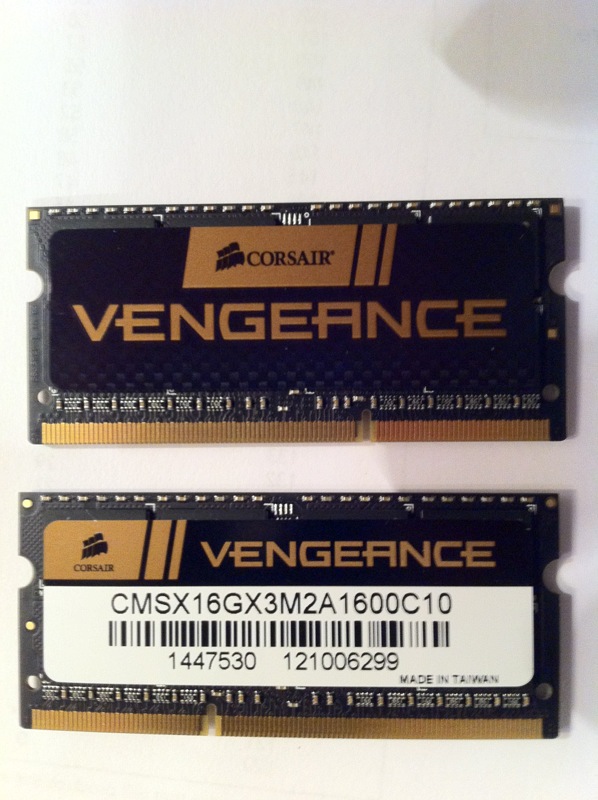 CORSAIR
VENGEANCE
CORSAIR
VENGEANCE
CMSX16GX3M2A1600C10
1447530 121006299
MADE IN TAIWAN